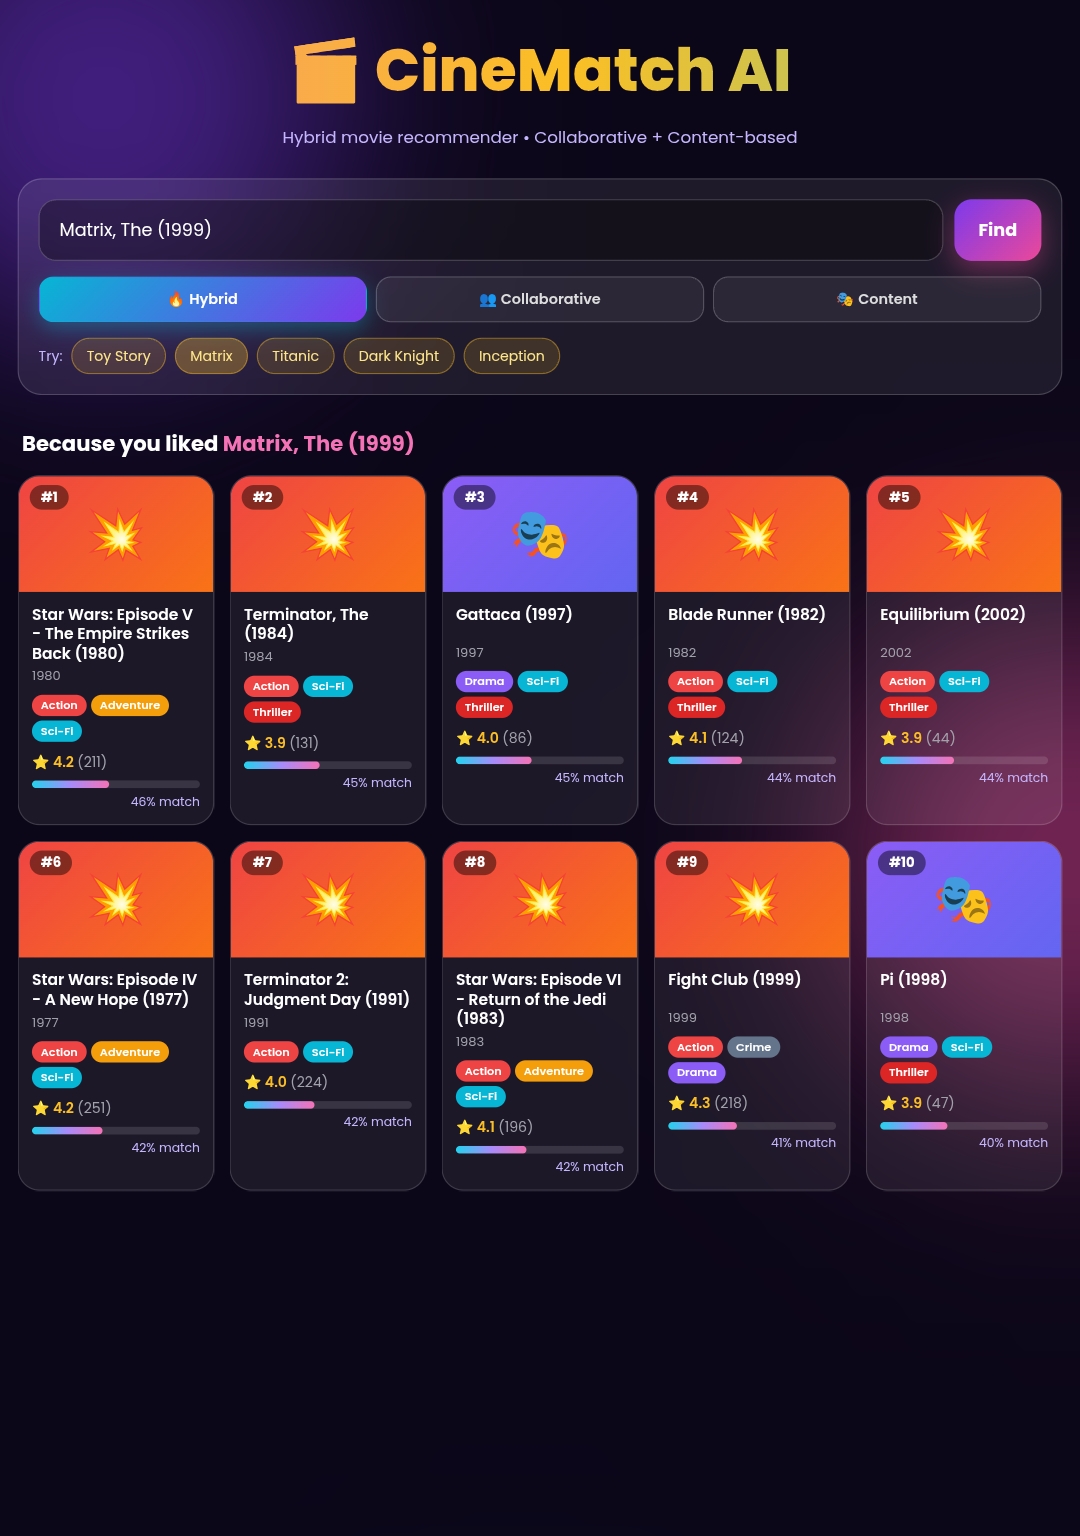 🎬 CineMatch AI
Hybrid movie recommender • Collaborative + Content-based
Matrix, The (1999)
Find
🔥 Hybrid
👥 Collaborative
🎭 Content
Try:
Toy Story
Matrix
Titanic
Dark Knight
Inception
Because you liked Matrix, The (1999)
#1
Star Wars: Episode V
- The Empire Strikes
Back (1980)
1980
Action
Adventure
Sci-Fi
⭐ 4.2 (211)
46% match
#2
Terminator, The
(1984)
1984
Action
Sci-Fi
Thriller
⭐ 3.9 (131)
45% match
#3
Gattaca (1997)
1997
Drama
Sci-Fi
Thriller
⭐ 4.0 (86)
45% match
#4
Blade Runner (1982)
1982
Action
Sci-Fi
Thriller
⭐ 4.1 (124)
44% match
#5
Equilibrium (2002)
2002
Action
Sci-Fi
Thriller
⭐ 3.9 (44)
44% match
#6
Star Wars: Episode IV
- A New Hope (1977)
1977
Action
Adventure
Sci-Fi
⭐ 4.2 (251)
42% match
#7
Terminator 2:
Judgment Day (1991)
1991
Action
Sci-Fi
⭐ 4.0 (224)
42% match
#8
Star Wars: Episode VI
- Return of the Jedi
(1983)
1983
Action
Adventure
Sci-Fi
⭐ 4.1 (196)
42% match
#9
Fight Club (1999)
1999
Action
Crime
Drama
⭐ 4.3 (218)
41% match
#10
Pi (1998)
1998
Drama
Sci-Fi
Thriller
⭐ 3.9 (47)
40% match